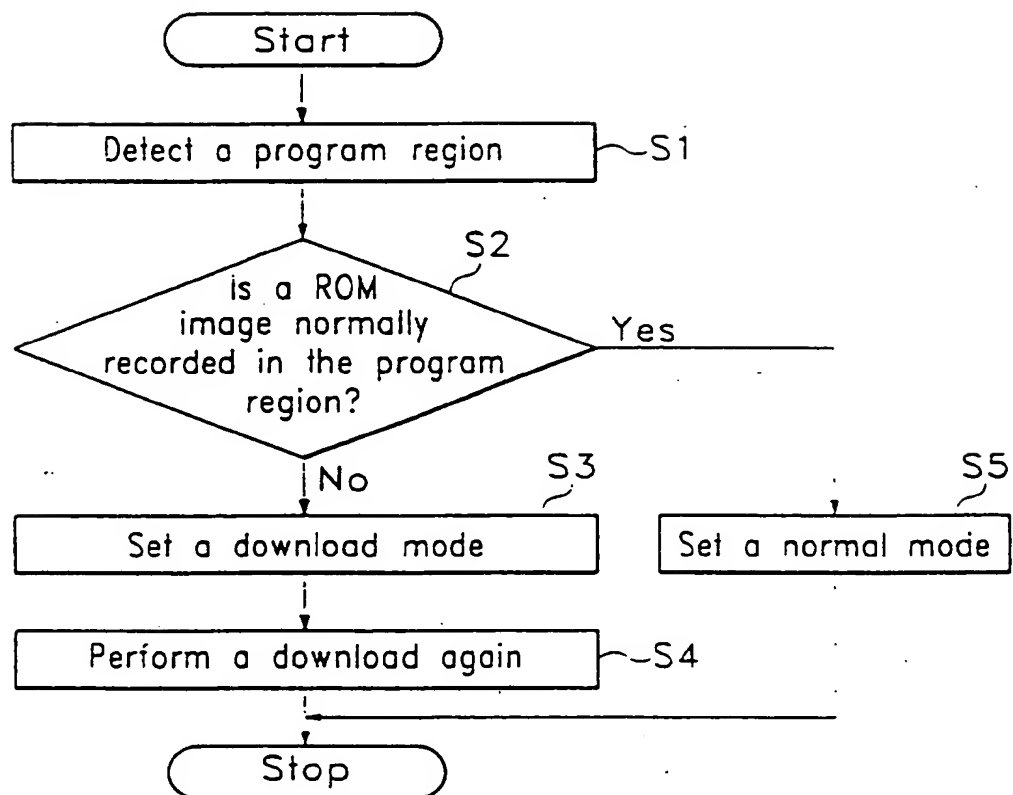 Start
Detect a program region
S1
S2
is a ROM
image normally
recorded in the program
region?
Yes
No
S3
Set a download mode
S5
Set a normal mode
Perform a download again
S4
Stop